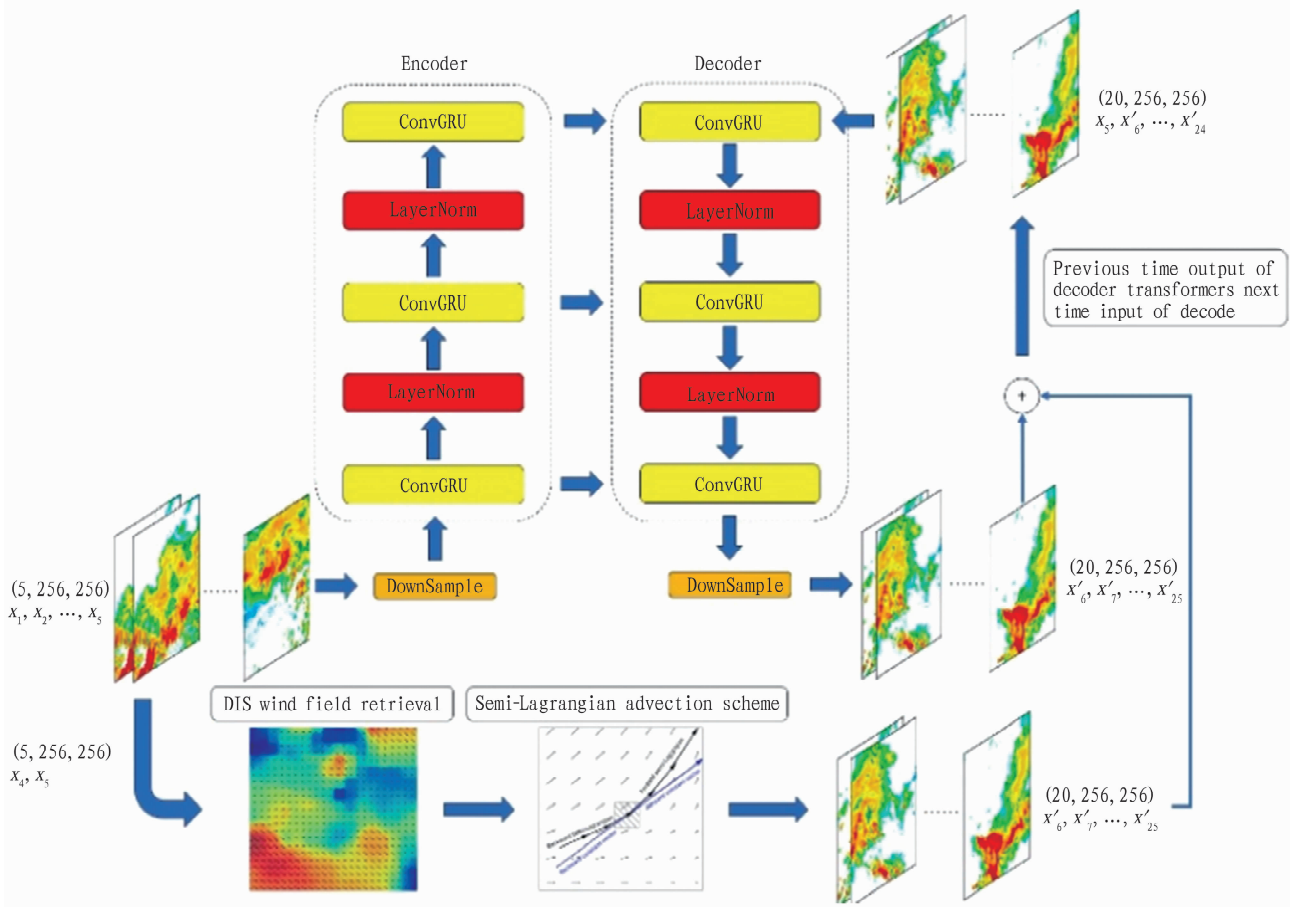 Encoder
Decoder
ConvGRU
LayerNorm
ConvGRU
LayerNorm
ConvGRU
DownSample
ConvGRU
LayerNorm
ConvGRU
LayerNorm
ConvGRU
DownSample
(20, 256, 256)
x₅, x′₆, …, x′₂₄
Previous time output of
decoder transformers next
time input of decode
+
(5, 256, 256)
x₁, x₂, …, x₅
(20, 256, 256)
x′₆, x′₇, …, x′₂₅
(5, 256, 256)
x₄, x₅
DIS wind field retrieval
Semi-Lagrangian advection scheme
(20, 256, 256)
x′₆, x′₇, …, x′₂₅